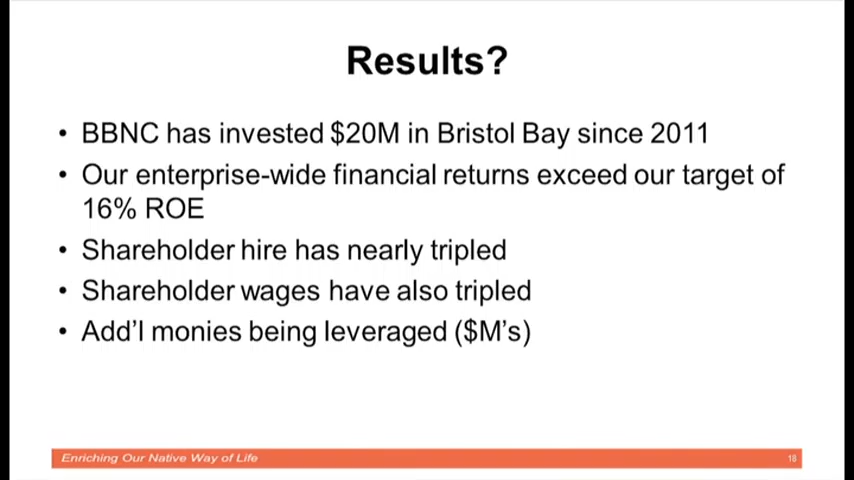 Results?
• BBNC has invested $20M in Bristol Bay since 2011
• Our enterprise-wide financial returns exceed our target of
16% ROE
• Shareholder hire has nearly tripled
• Shareholder wages have also tripled
• Add’l monies being leveraged ($M’s)
Enriching Our Native Way of Life
18